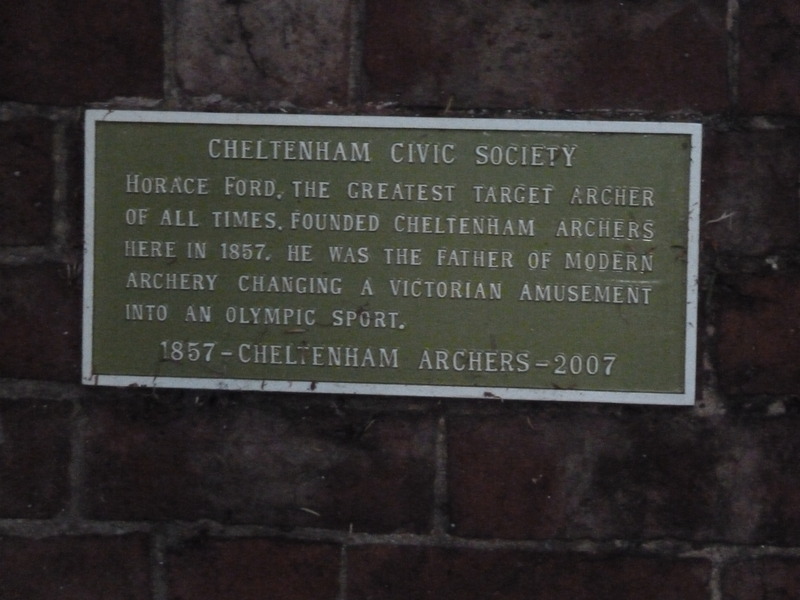 CHELTENHAM CIVIC SOCIETY
HORACE FORD, THE GREATEST TARGET ARCHER
OF ALL TIMES, FOUNDED CHELTENHAM ARCHERS
HERE IN 1857. HE WAS THE FATHER OF MODERN
ARCHERY CHANGING A VICTORIAN AMUSEMENT
INTO AN OLYMPIC SPORT.
1857-CHELTENHAM ARCHERS-2007